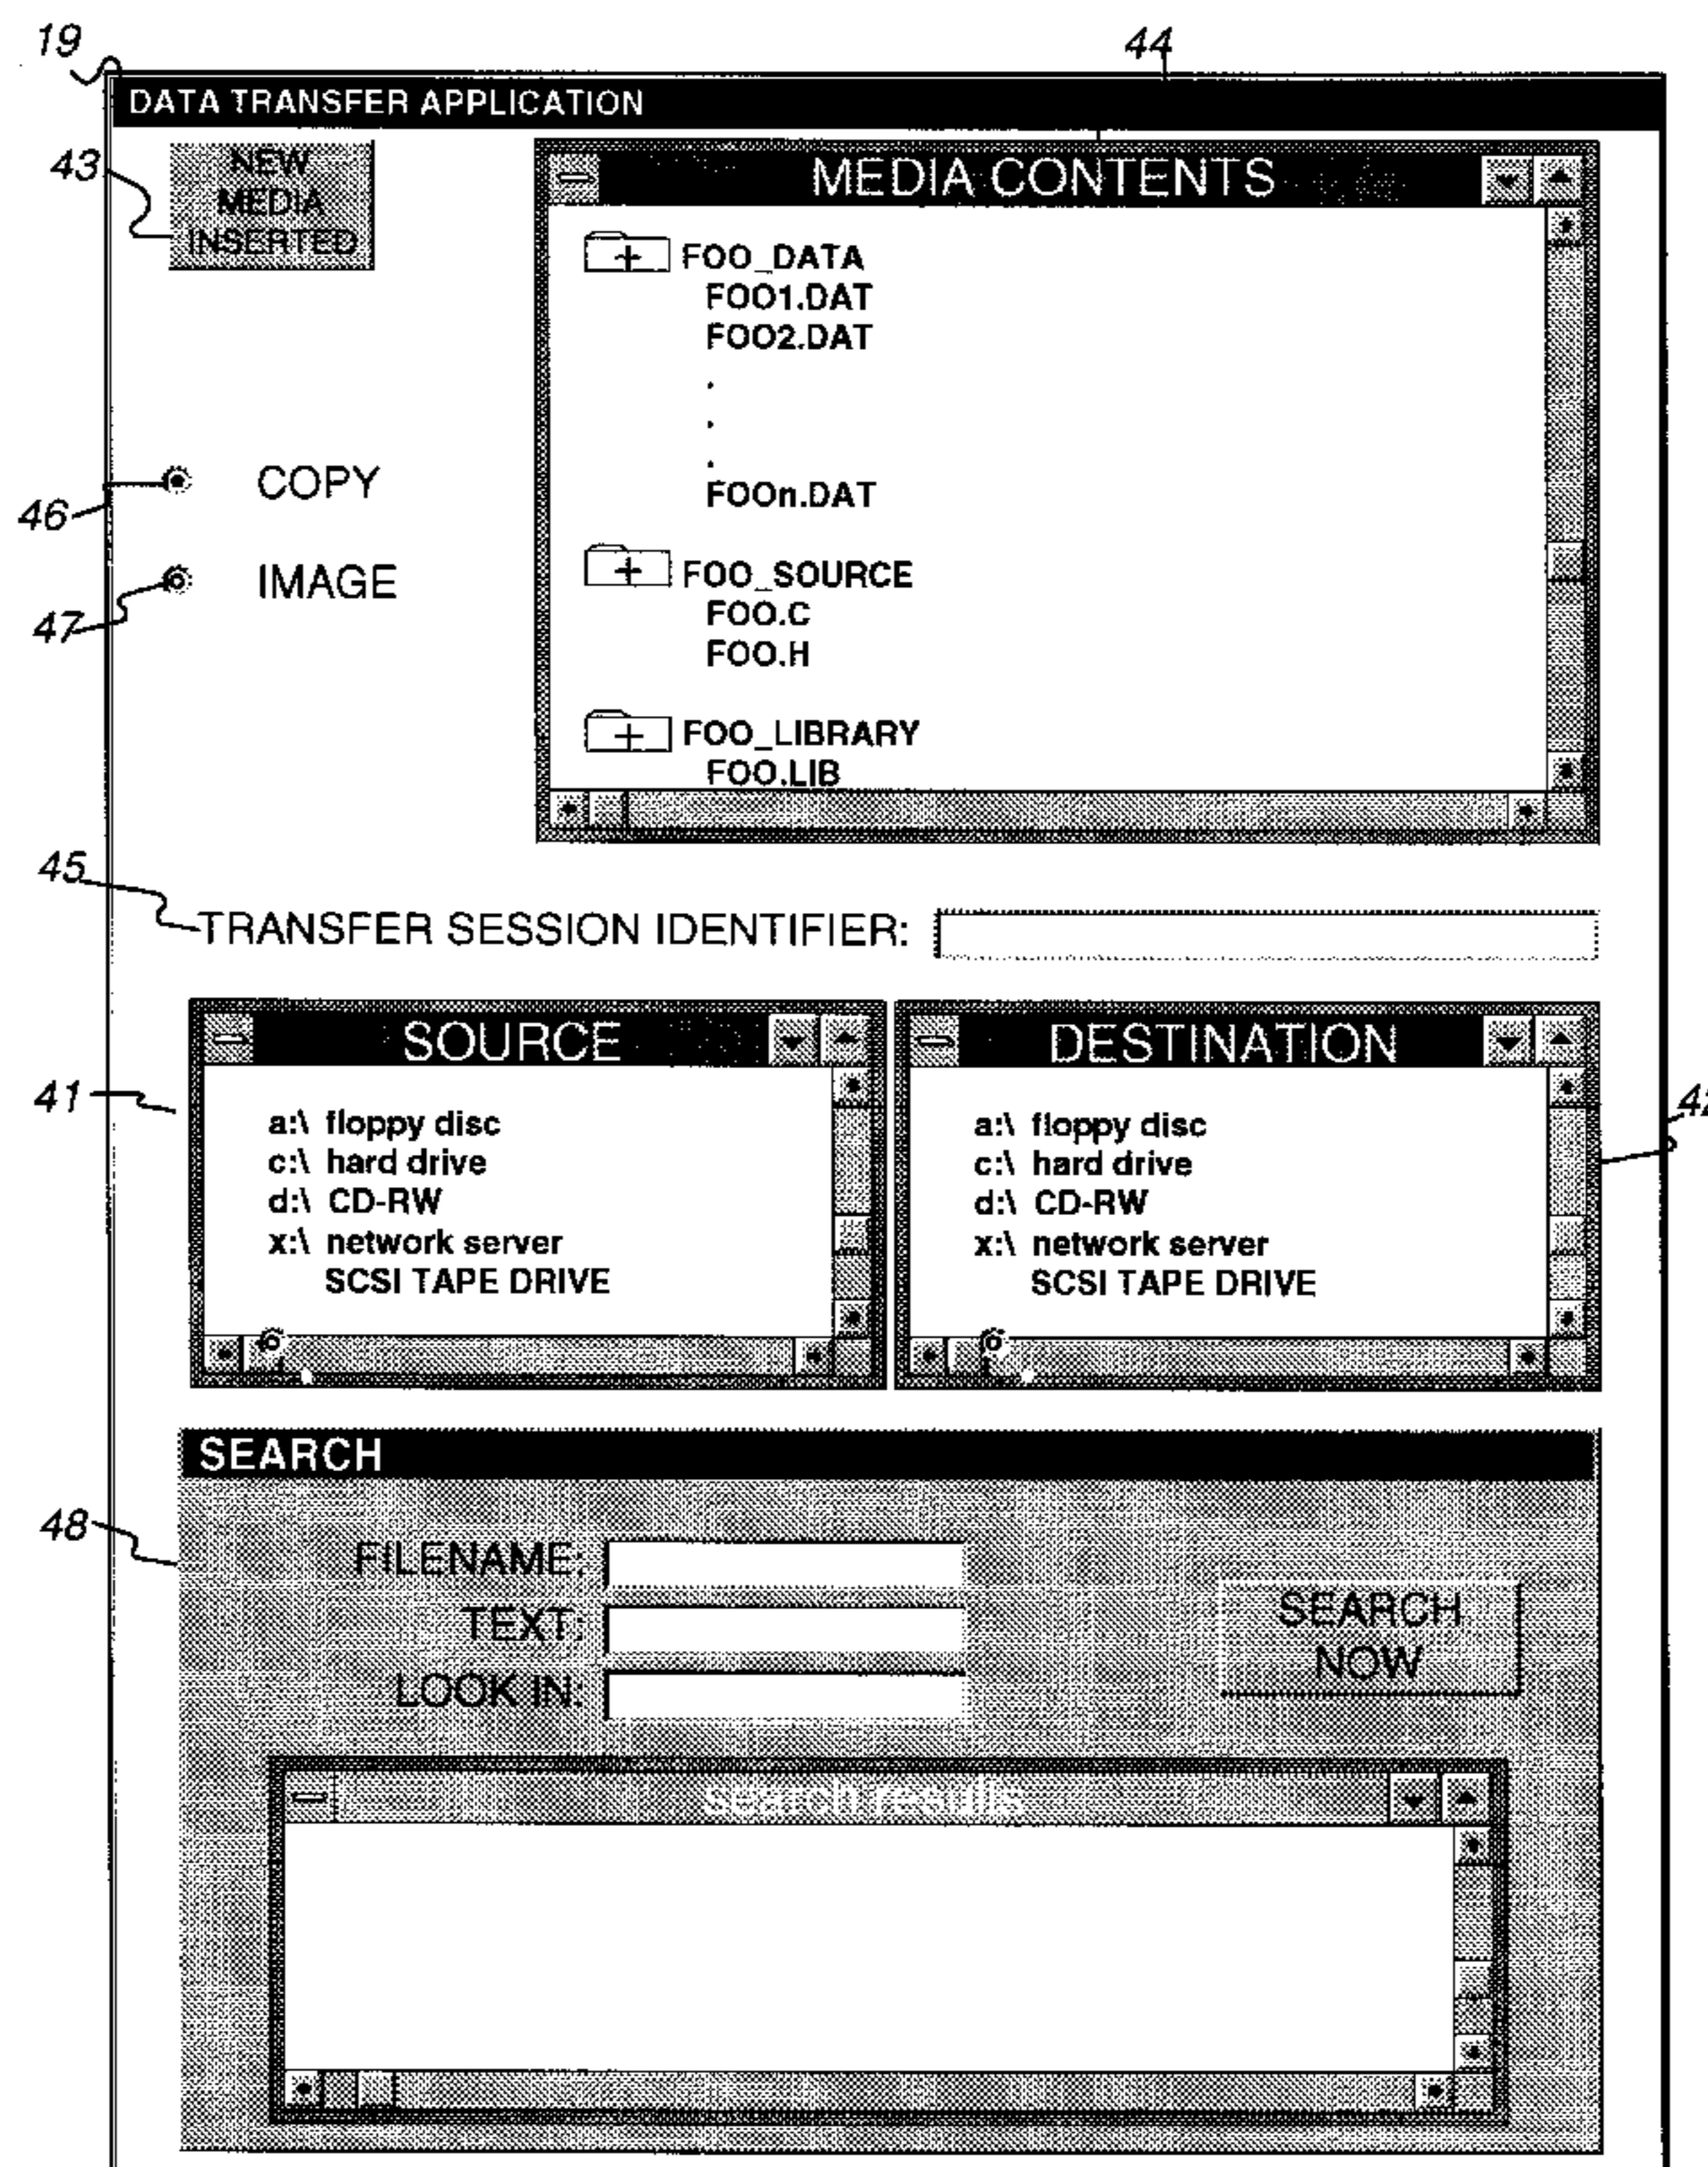 19
44
DATA TRANSFER APPLICATION
43
NEW
MEDIA
INSERTED
MEDIA CONTENTS
FOO_DATA
FOO1.DAT
FOO2.DAT
.
.
.
FOOn.DAT
46
COPY
47
IMAGE
FOO_SOURCE
FOO.C
FOO.H
FOO_LIBRARY
FOO.LIB
45
TRANSFER SESSION IDENTIFIER:
41
SOURCE
a:\ floppy disc
c:\ hard drive
d:\ CD-RW
x:\ network server
SCSI TAPE DRIVE
DESTINATION
a:\ floppy disc
c:\ hard drive
d:\ CD-RW
x:\ network server
SCSI TAPE DRIVE
42
SEARCH
48
FILENAME:
TEXT:
LOOK IN:
SEARCH
NOW
search results